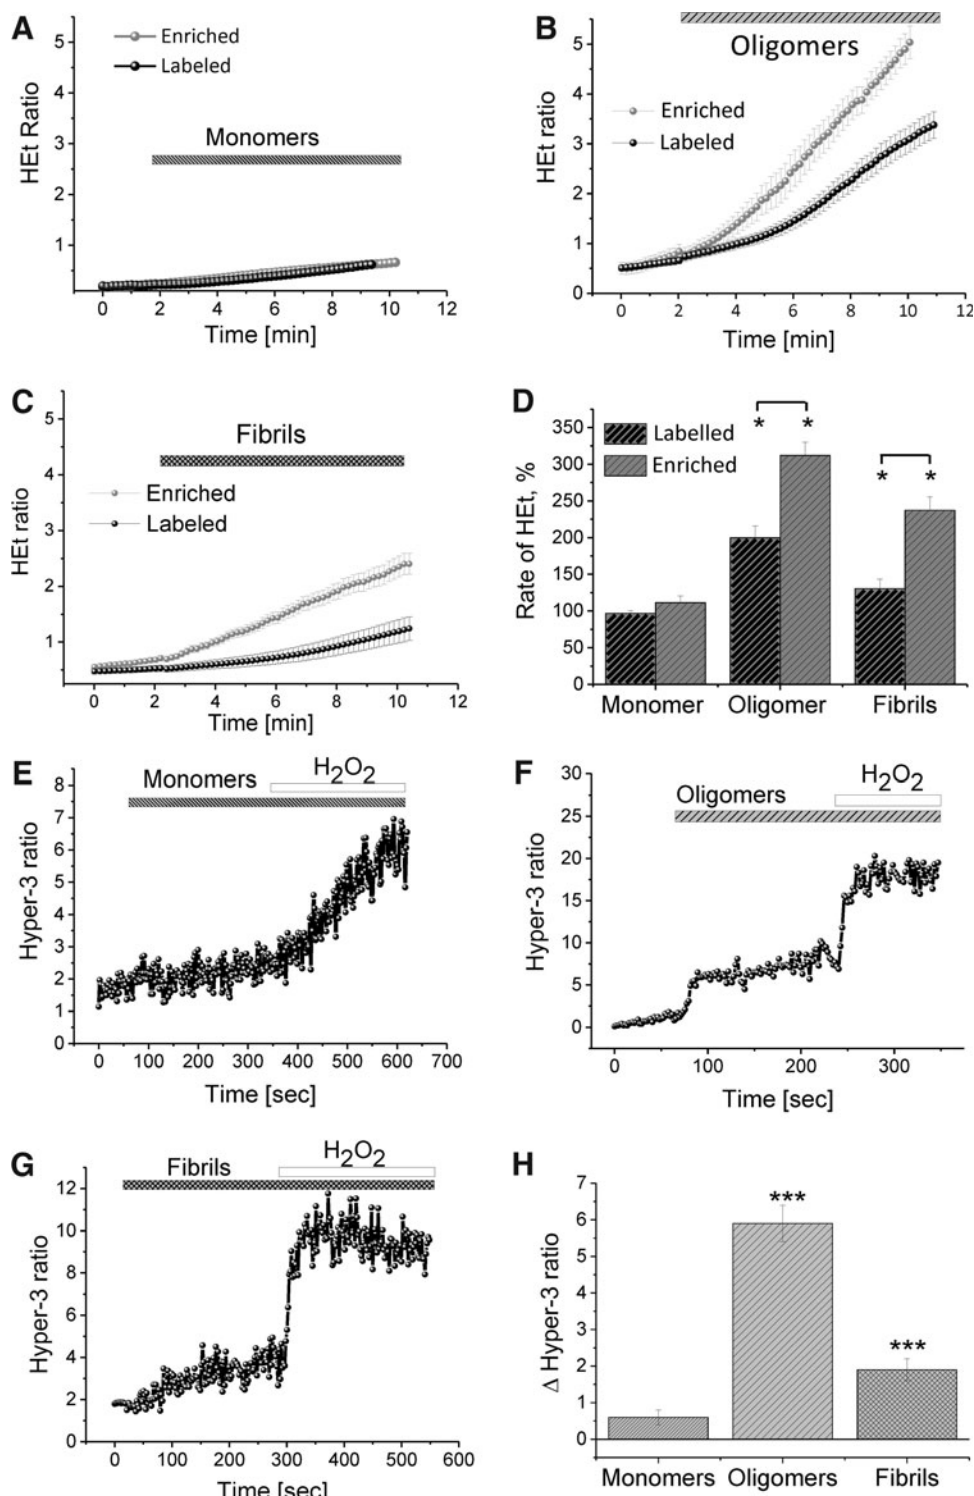 A
Enriched
Labeled
Monomers
HEt Ratio
5
4
3
2
1
0
2
4
6
8
10
12
Time [min]
B
Oligomers
Enriched
Labeled
HEt ratio
5
4
3
2
1
0
0
2
4
6
8
10
12
Time [min]
C
Fibrils
Enriched
Labeled
HEt ratio
5
4
3
2
1
0
2
4
6
8
10
12
Time [min]
D
Labelled
Enriched
* *
* *
Rate of HEt, %
350
300
250
200
150
100
50
0
Monomer
Oligomer
Fibrils
E
Monomers
H2O2
Hyper-3 ratio
8
7
6
5
4
3
2
1
0
0
100
200
300
400
500
600
700
Time [sec]
F
Oligomers
H2O2
Hyper-3 ratio
30
25
20
15
10
5
0
0
100
200
300
Time [sec]
G
Fibrils
H2O2
Hyper-3 ratio
12
10
8
6
4
2
0
0
100
200
300
400
500
600
Time [sec]
H
***
***
Δ Hyper-3 ratio
7
6
5
4
3
2
1
0
Monomers
Oligomers
Fibrils